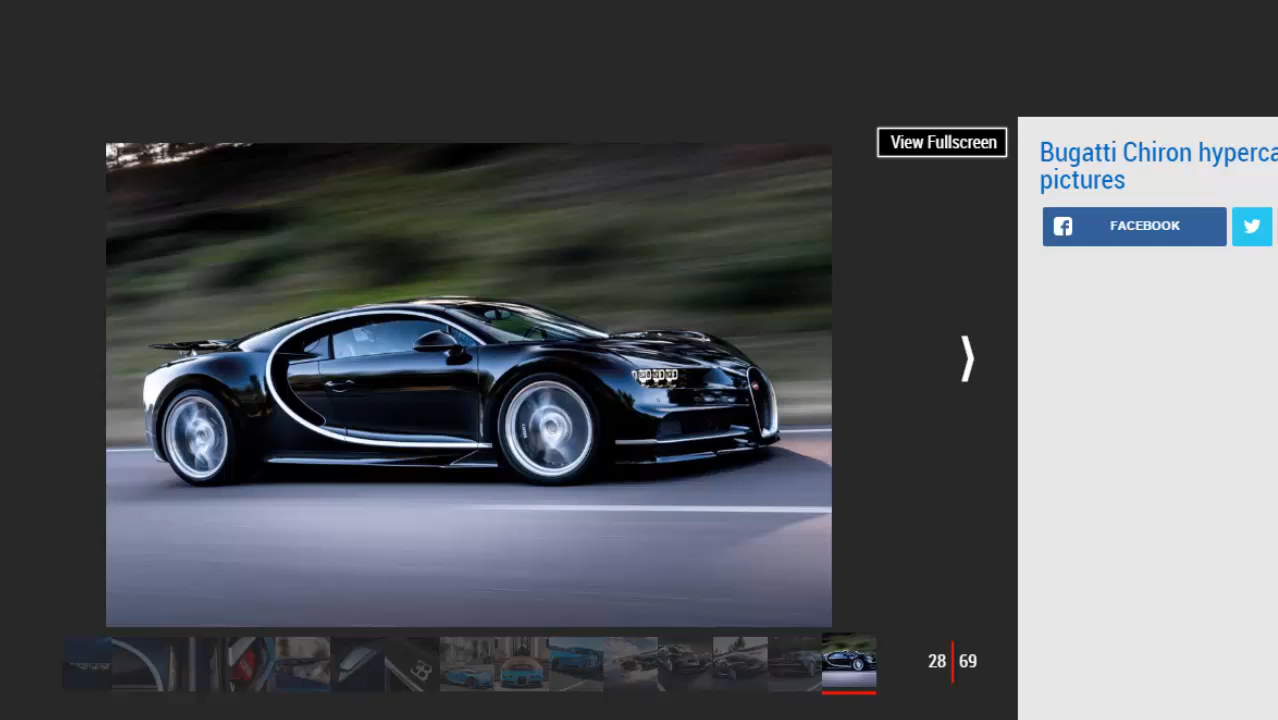 View Fullscreen
Bugatti Chiron hyperca
pictures
FACEBOOK
28 69